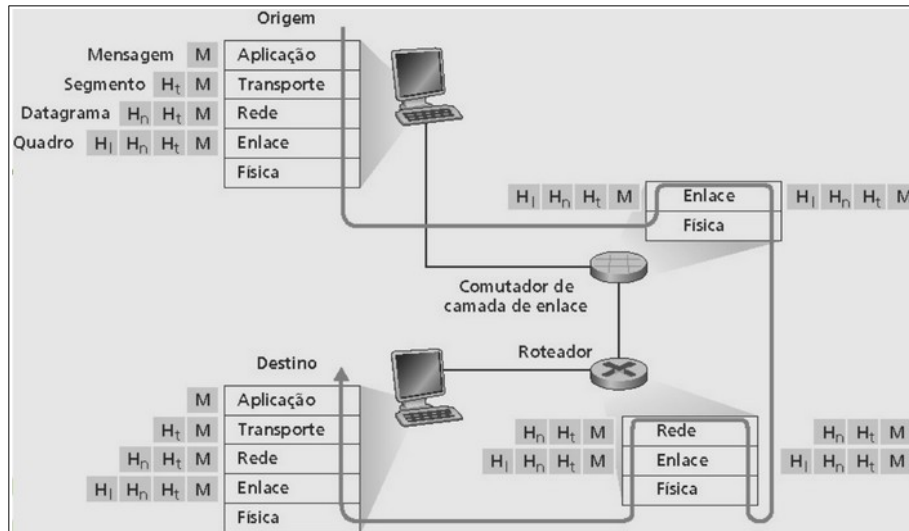 Origem
Mensagem M Aplicação
Segmento Ht M Transporte
Datagrama Hn Ht M Rede
Quadro Hl Hn Ht M Enlace
Física
Hl Hn Ht M Enlace Hl Hn Ht M
Física
Comutador de
camada de enlace
Roteador
Destino
M Aplicação
Ht M Transporte
Hn Ht M Rede
Hl Hn Ht M Enlace
Física
Hn Ht M Rede Hn Ht M
Hl Hn Ht M Enlace Hl Hn Ht M
Física